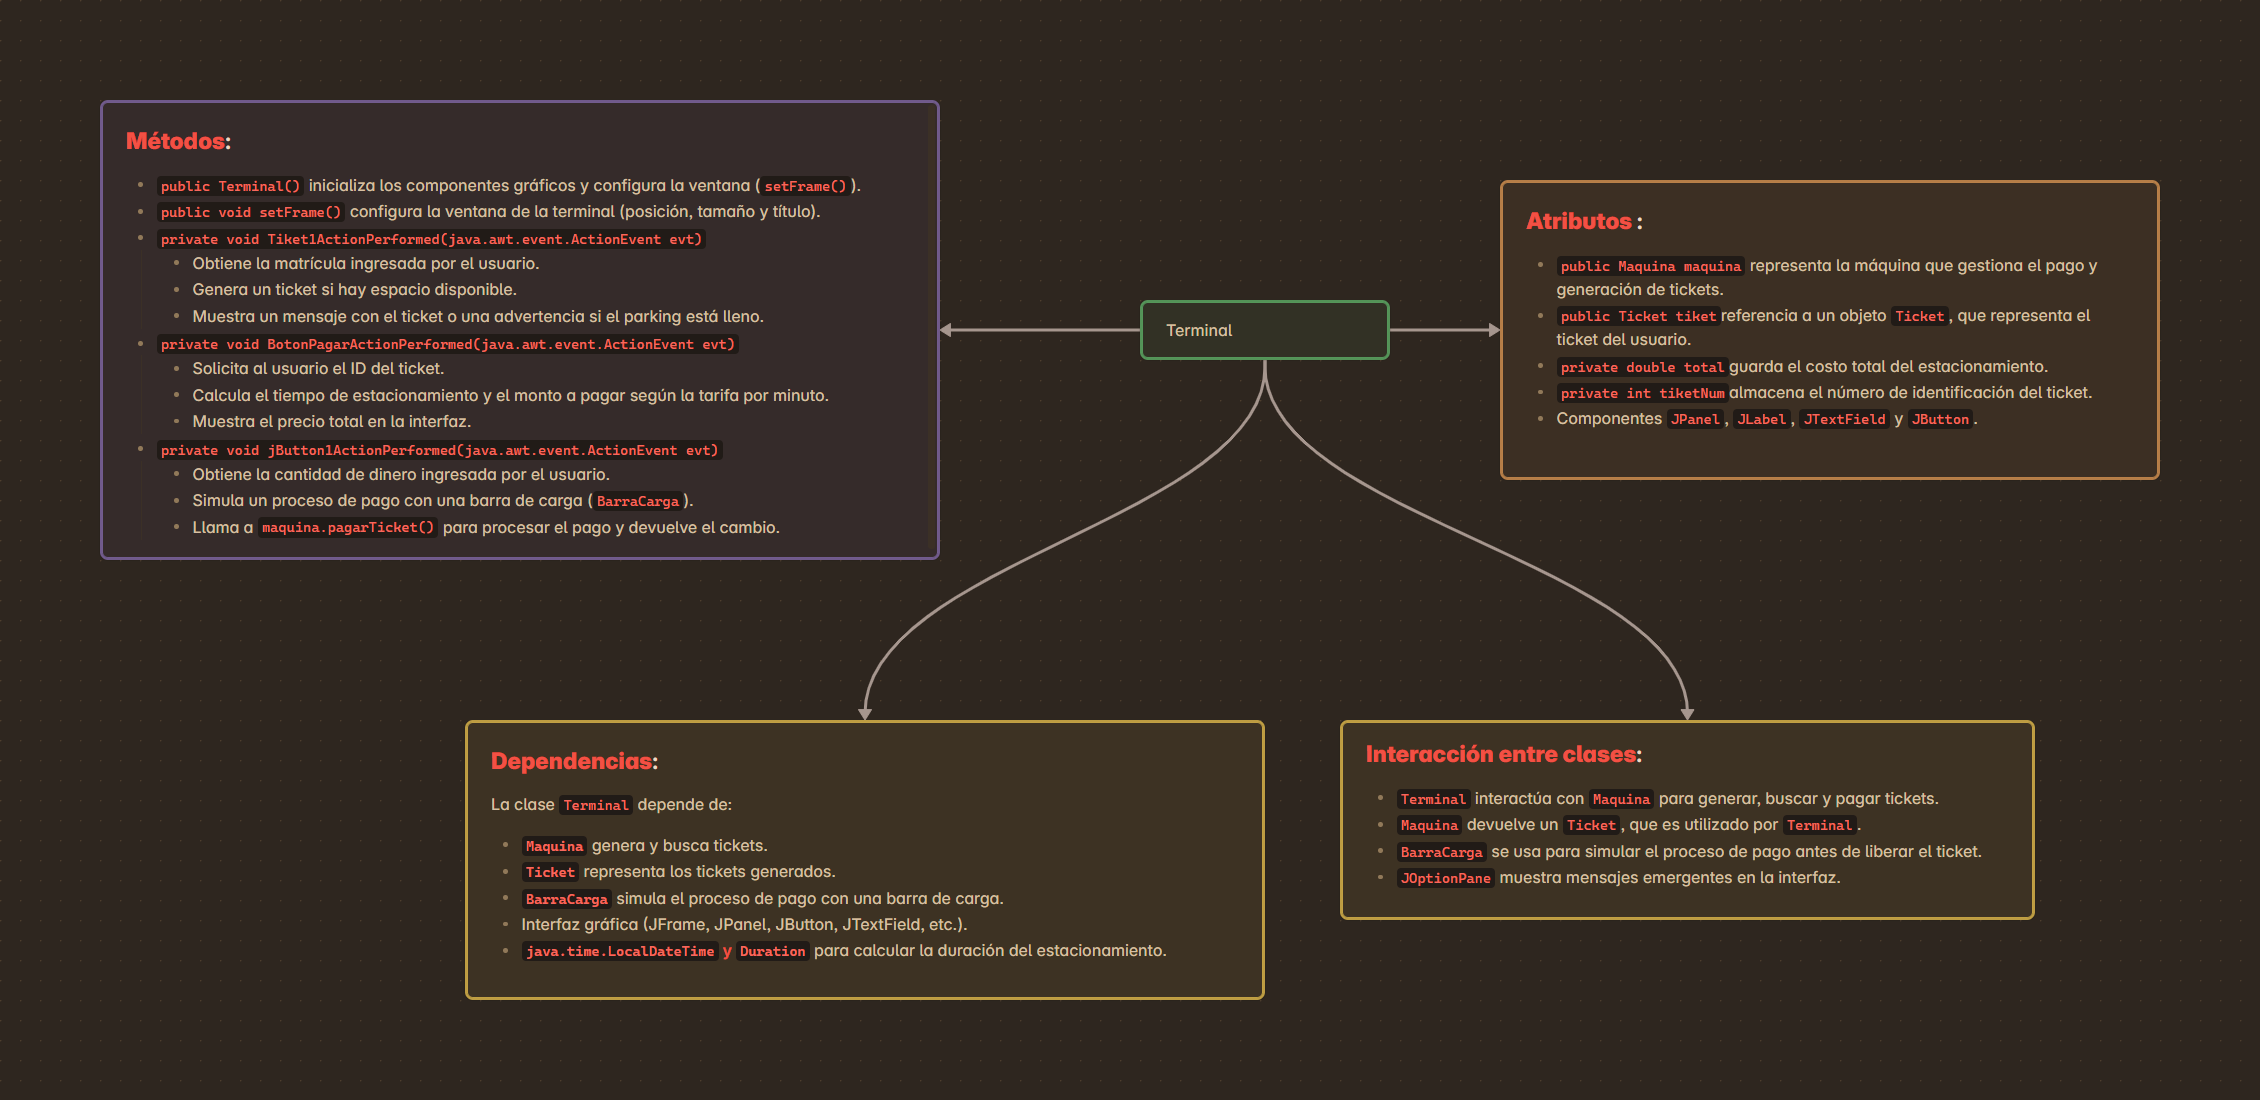 Métodos:
public Terminal() inicializa los componentes gráficos y configura la ventana (setFrame()).
public void setFrame() configura la ventana de la terminal (posición, tamaño y título).
private void Tiket1ActionPerformed(java.awt.event.ActionEvent evt)
Obtiene la matrícula ingresada por el usuario.
Genera un ticket si hay espacio disponible.
Muestra un mensaje con el ticket o una advertencia si el parking está lleno.
private void BotonPagarActionPerformed(java.awt.event.ActionEvent evt)
Solicita al usuario el ID del ticket.
Calcula el tiempo de estacionamiento y el monto a pagar según la tarifa por minuto.
Muestra el precio total en la interfaz.
private void jButton1ActionPerformed(java.awt.event.ActionEvent evt)
Obtiene la cantidad de dinero ingresada por el usuario.
Simula un proceso de pago con una barra de carga (BarraCarga).
Llama a maquina.pagarTicket() para procesar el pago y devuelve el cambio.
Terminal
Atributos :
public Maquina maquina representa la máquina que gestiona el pago y
generación de tickets.
public Ticket tiket referencia a un objeto Ticket, que representa el
ticket del usuario.
private double total guarda el costo total del estacionamiento.
private int tiketNum almacena el número de identificación del ticket.
Componentes JPanel, JLabel, JTextField y JButton.
Dependencias:
La clase Terminal depende de:
Maquina genera y busca tickets.
Ticket representa los tickets generados.
BarraCarga simula el proceso de pago con una barra de carga.
Interfaz gráfica (JFrame, JPanel, JButton, JTextField, etc.).
java.time.LocalDateTime y Duration para calcular la duración del estacionamiento.
Interacción entre clases:
Terminal interactúa con Maquina para generar, buscar y pagar tickets.
Maquina devuelve un Ticket, que es utilizado por Terminal.
BarraCarga se usa para simular el proceso de pago antes de liberar el ticket.
JOptionPane muestra mensajes emergentes en la interfaz.